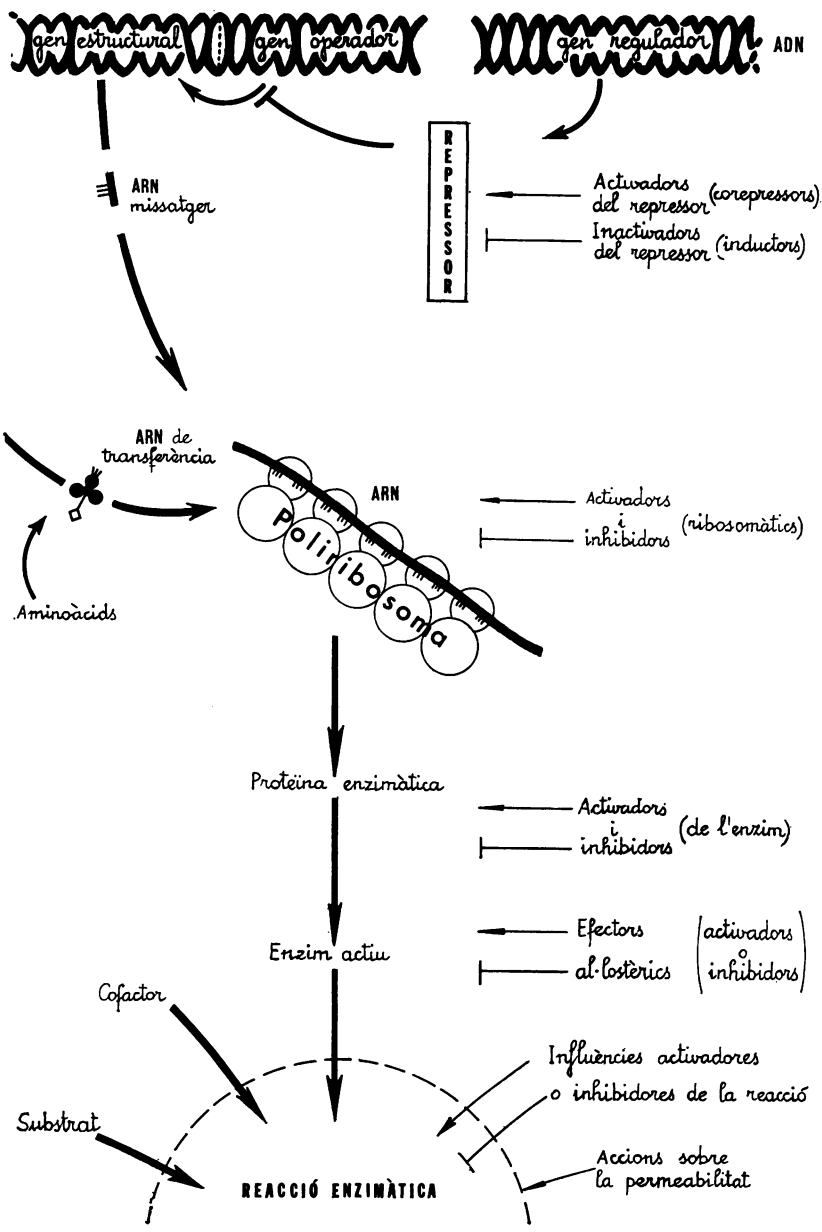 gen estructural gen operador gen regulador ADN
REPRESSOR
ARN
missatger
Activadors
del repressor (corepressors)
Inactivadors
del repressor (inductors)
ARN de
transferència
ARN
Poliribosoma
Activadors
i
inhibidors
(ribosomàtics)
Aminoàcids
Proteïna enzimàtica
Activadors
i
inhibidors
(de l'enzim)
Enzim actiu
Efectors
al·lostèrics
(activadors
o
inhibidors)
Cofactor
Influències activadores
o inhibidores de la reacció
Substrat
Accions sobre
la permeabilitat
REACCIÓ ENZIMÀTICA